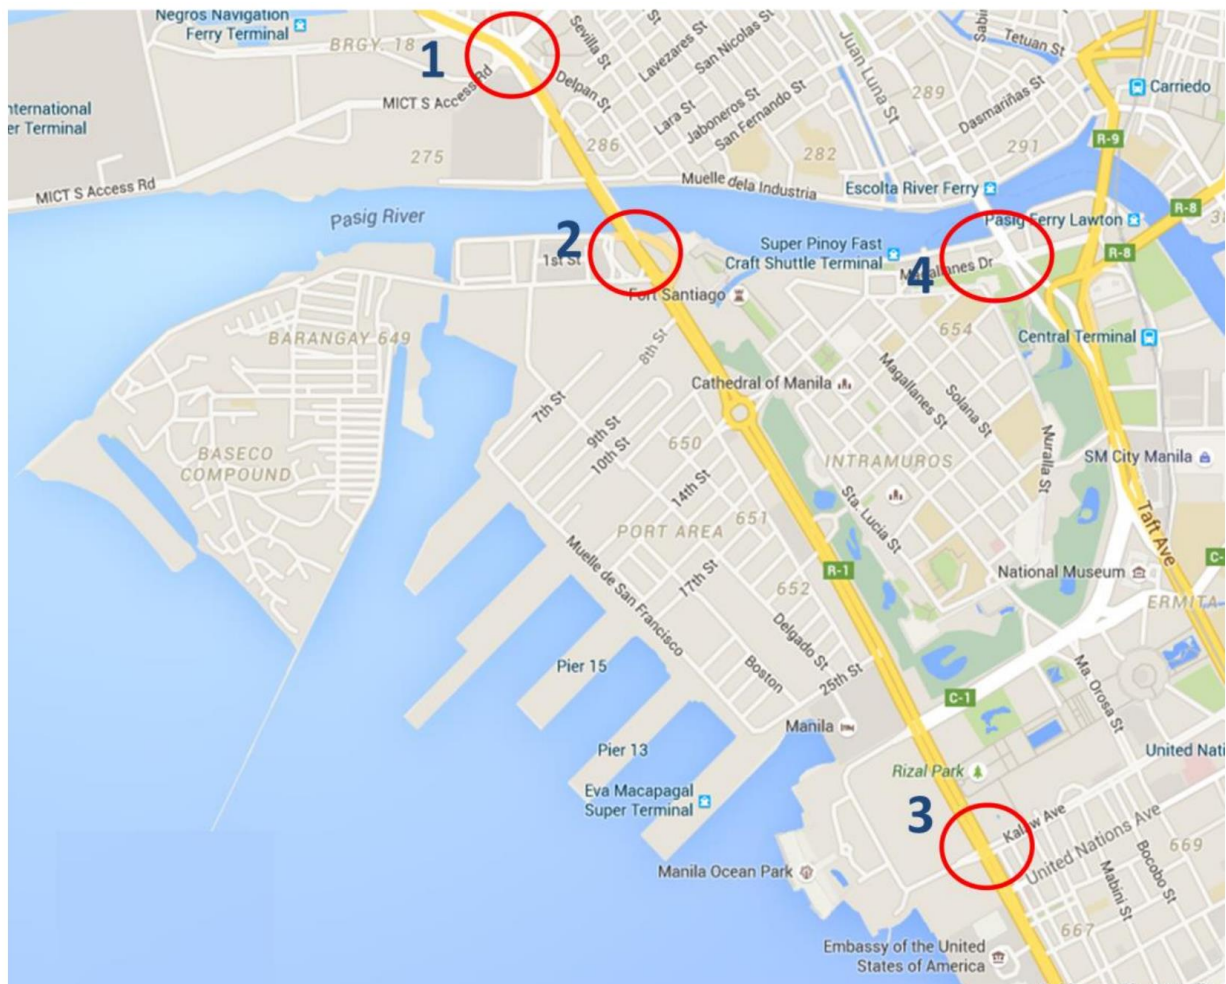 Negros Navigation
Ferry Terminal
BRGY. 18
1
Sevilla St
Lavezares St
San Nicolas St
Juan Luna St
Tetuan St
289
Carriedo
MICT S Access Rd
Delpan St
Lara St
Jaboneros St
San Fernando St
Dasmariñas St
nternational
er Terminal
275
286
282
291
R-9
MICT S Access Rd
Muelle dela Industria
Escolta River Ferry
Pasig River
2
1st St
Super Pinoy Fast
Craft Shuttle Terminal
Pasig Ferry Lawton
R-8
R-8
Magallanes Dr
4
Fort Santiago
BARANGAY 649
8th St
654
Central Terminal
Cathedral of Manila
Magallanes St
Solana St
7th St
9th St
10th St
650
BASECO
COMPOUND
INTRAMUROS
Muralla St
SM City Manila
14th St
651
Sta. Lucia St
PORT AREA
Taft Ave
Muelle de San Francisco
17th St
R-1
652
National Museum
C-
ERMITA
Delgado St
Boston
25th St
Pier 15
C-1
Ma. Orosa St
Manila
Pier 13
Rizal Park
United Nati
Eva Macapagal
Super Terminal
3
Kalaw Ave
United Nations Ave
669
Manila Ocean Park
Mabini St
Bocobo St
667
Embassy of the United
States of America